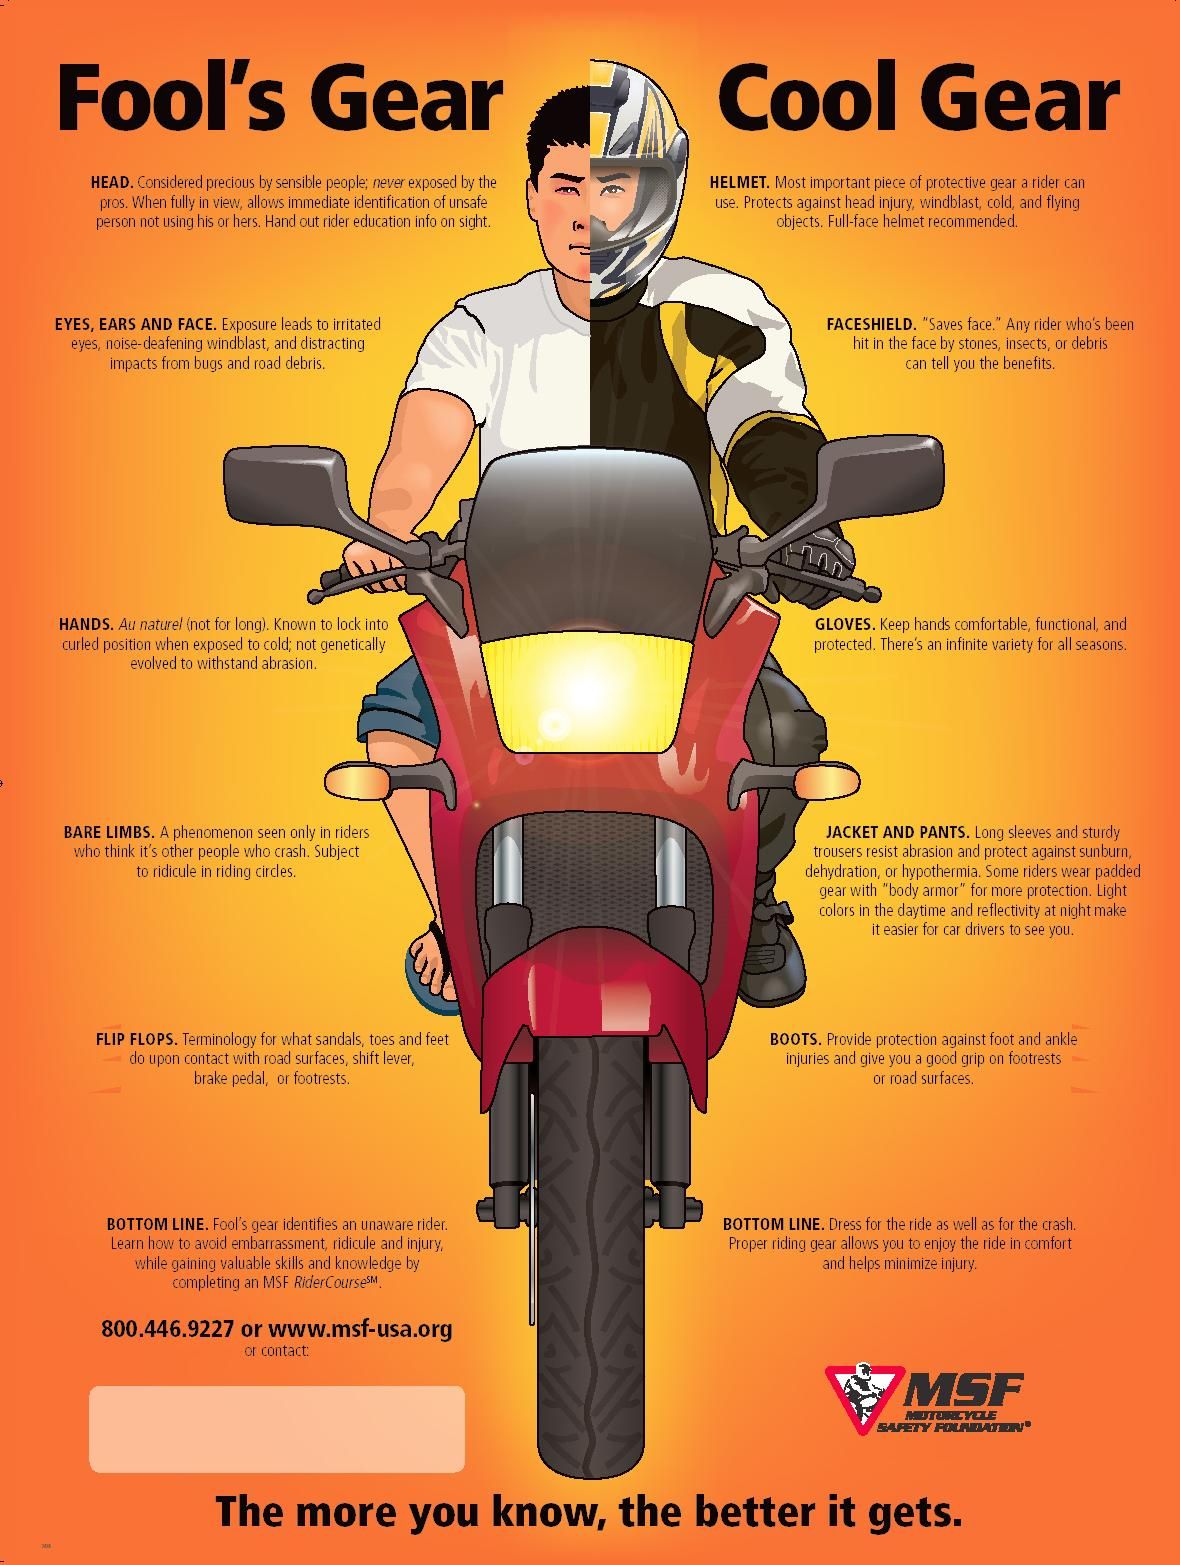 Fool's Gear
HEAD. Considered precious by sensible people; never exposed by the
pros. When fully in view, allows immediate identification of unsafe
person not using his or hers. Hand out rider education info on sight.
EYES, EARS AND FACE. Exposure leads to irritated
eyes, noise-deafening windblast, and distracting
impacts from bugs and road debris.
HANDS. Au naturel (not for long). Known to lock into
curled position when exposed to cold; not genetically
evolved to withstand abrasion.
BARE LIMBS. A phenomenon seen only in riders
who think it's other people who crash. Subject
to ridicule in riding circles.
FLIP FLOPS. Terminology for what sandals, toes and feet
do upon contact with road surfaces, shift lever,
brake pedal, or footrests.
BOTTOM LINE. Fool's gear identifies an unaware rider.
Learn how to avoid embarrassment, ridicule and injury,
while gaining valuable skills and knowledge by
completing an MSF RiderCourse℠.
800.446.9227 or www.msf-usa.org
or contact:
Cool Gear
HELMET. Most important piece of protective gear a rider can
use. Protects against head injury, windblast, cold, and flying
objects. Full-face helmet recommended.
FACESHIELD. "Saves face." Any rider who's been
hit in the face by stones, insects, or debris
can tell you the benefits.
GLOVES. Keep hands comfortable, functional, and
protected. There's an infinite variety for all seasons.
JACKET AND PANTS. Long sleeves and sturdy
trousers resist abrasion and protect against sunburn,
dehydration, or hypothermia. Some riders wear padded
gear with "body armor" for more protection. Light
colors in the daytime and reflectivity at night make
it easier for car drivers to see you.
BOOTS. Provide protection against foot and ankle
injuries and give you a good grip on footrests
or road surfaces.
BOTTOM LINE. Dress for the ride as well as for the crash.
Proper riding gear allows you to enjoy the ride in comfort
and helps minimize injury.
MSF
MOTORCYCLE
SAFETY FOUNDATION®
The more you know, the better it gets.